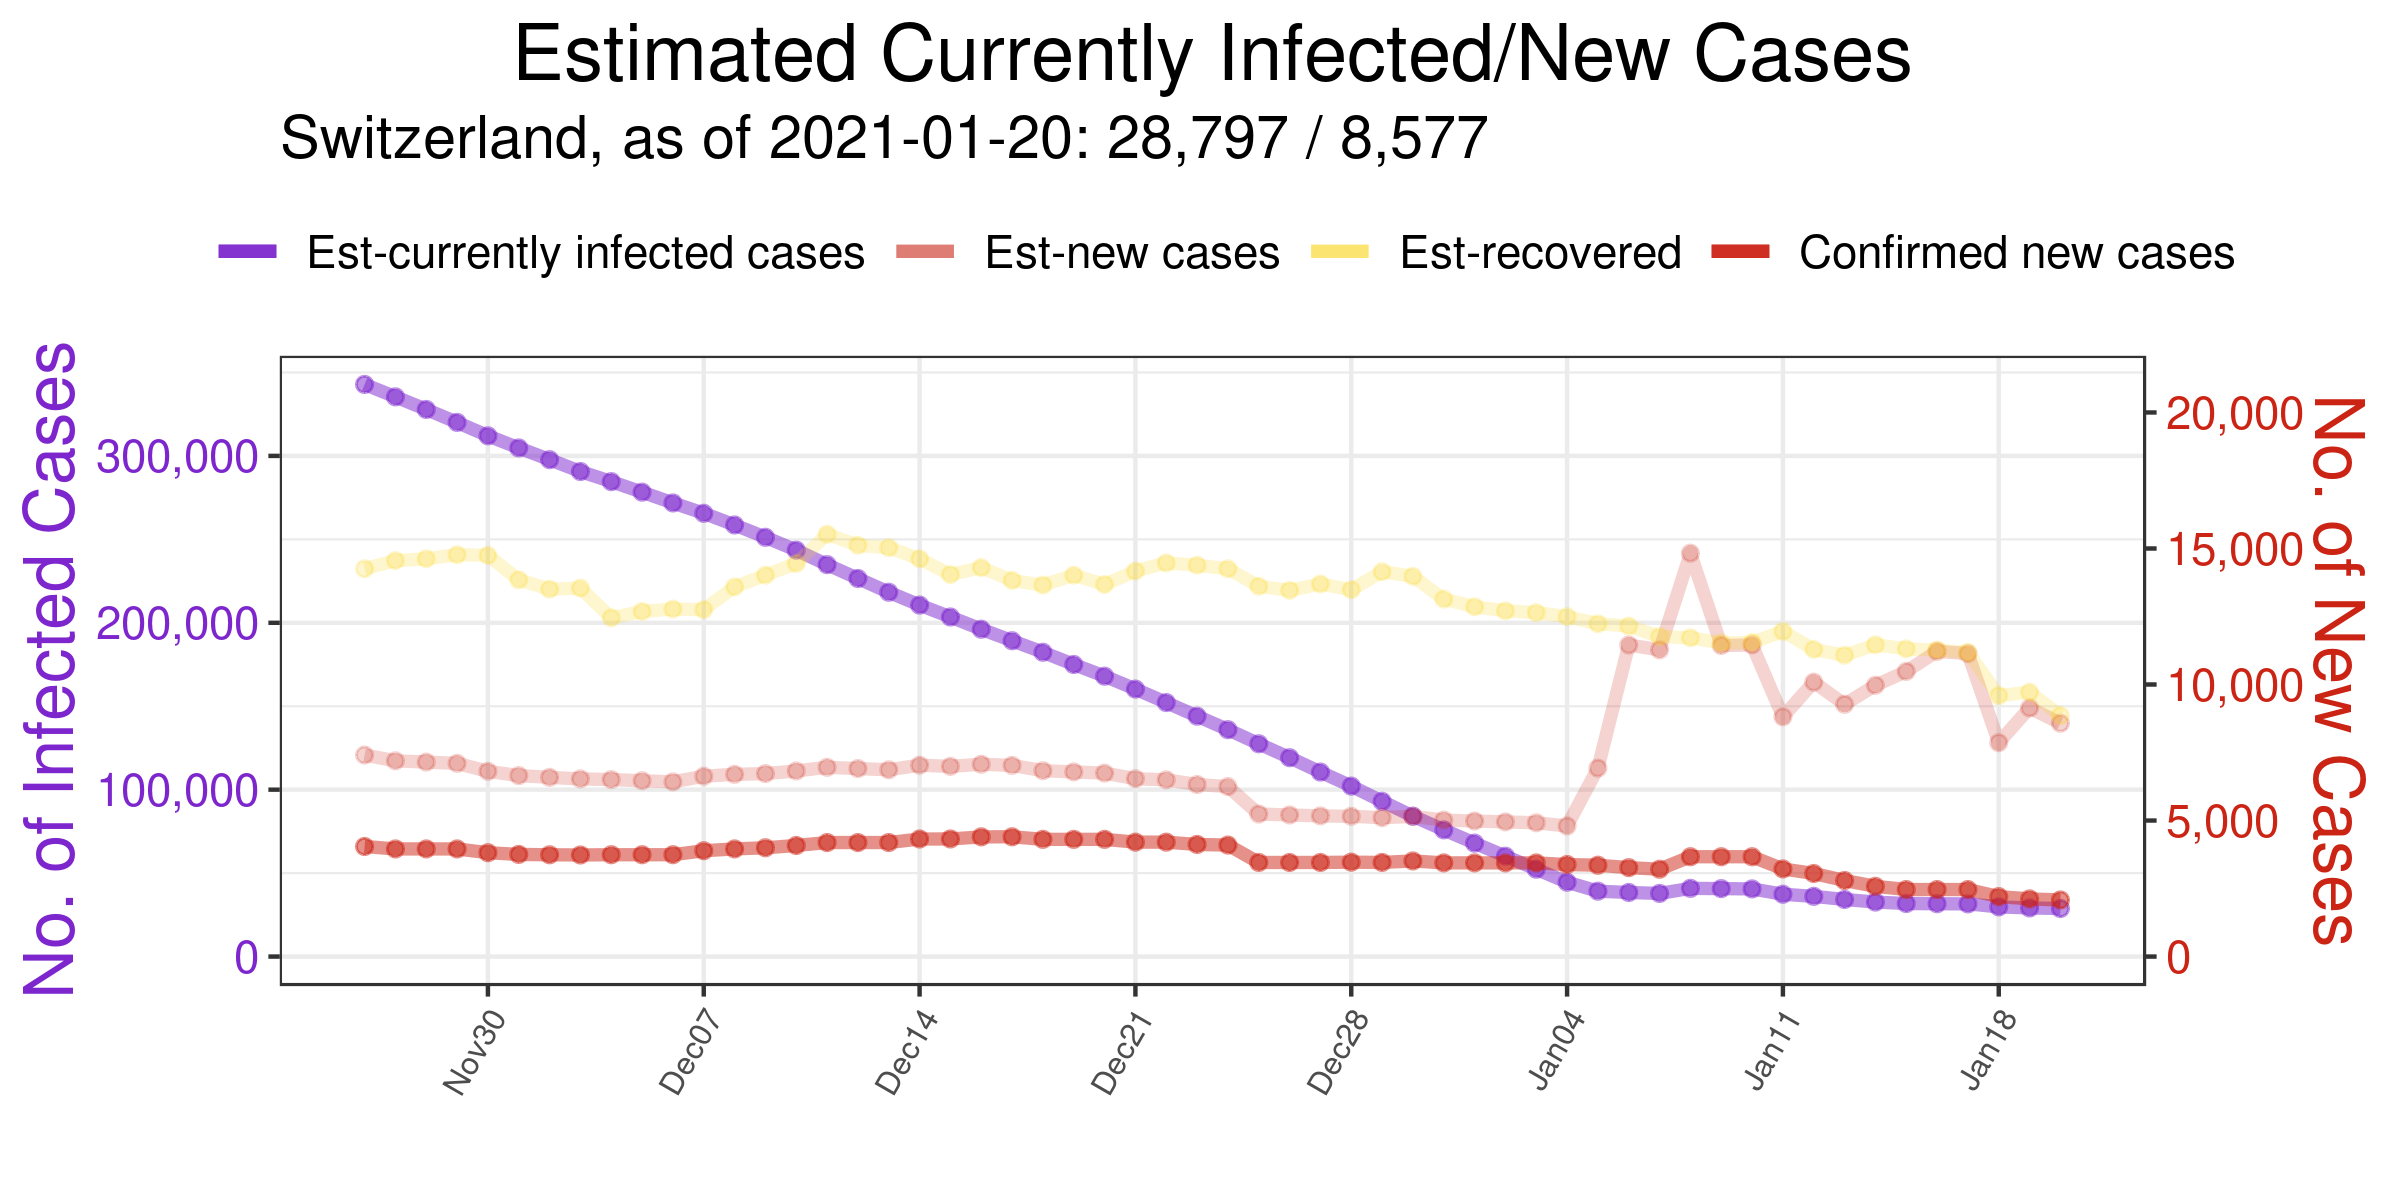 Estimated Currently Infected/New Cases
Switzerland, as of 2021-01-20: 28,797 / 8,577
Est-currently infected cases Est-new cases Est-recovered Confirmed new cases
No. of Infected Cases
300,000
200,000
100,000
0
20,000
15,000
10,000
5,000
0
No. of New Cases
Nov30 Dec07 Dec14 Dec21 Dec28 Jan04 Jan11 Jan18